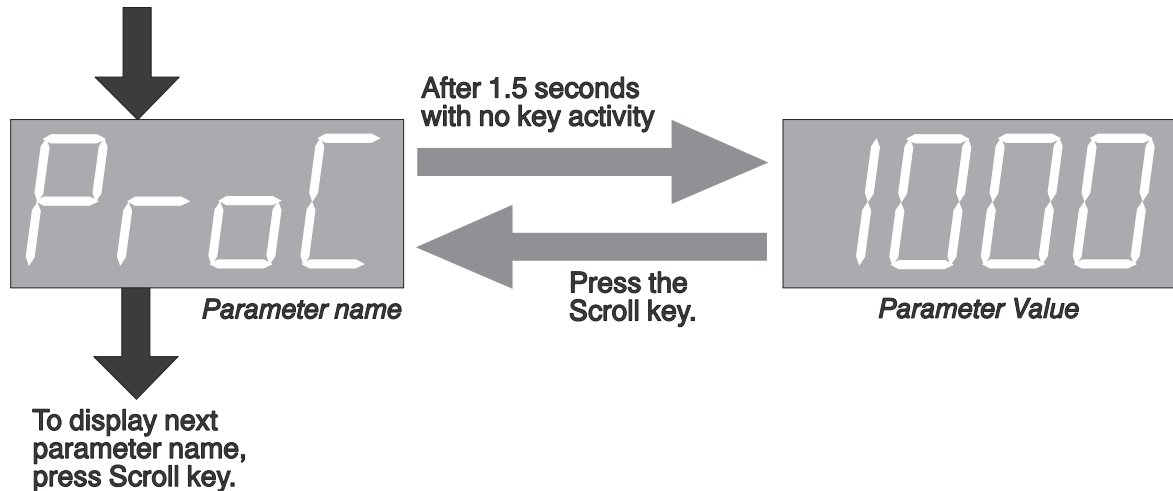 After 1.5 seconds
with no key activity
ProC
1000
Press the
Scroll key.
Parameter name
Parameter Value
To display next
parameter name,
press Scroll key.